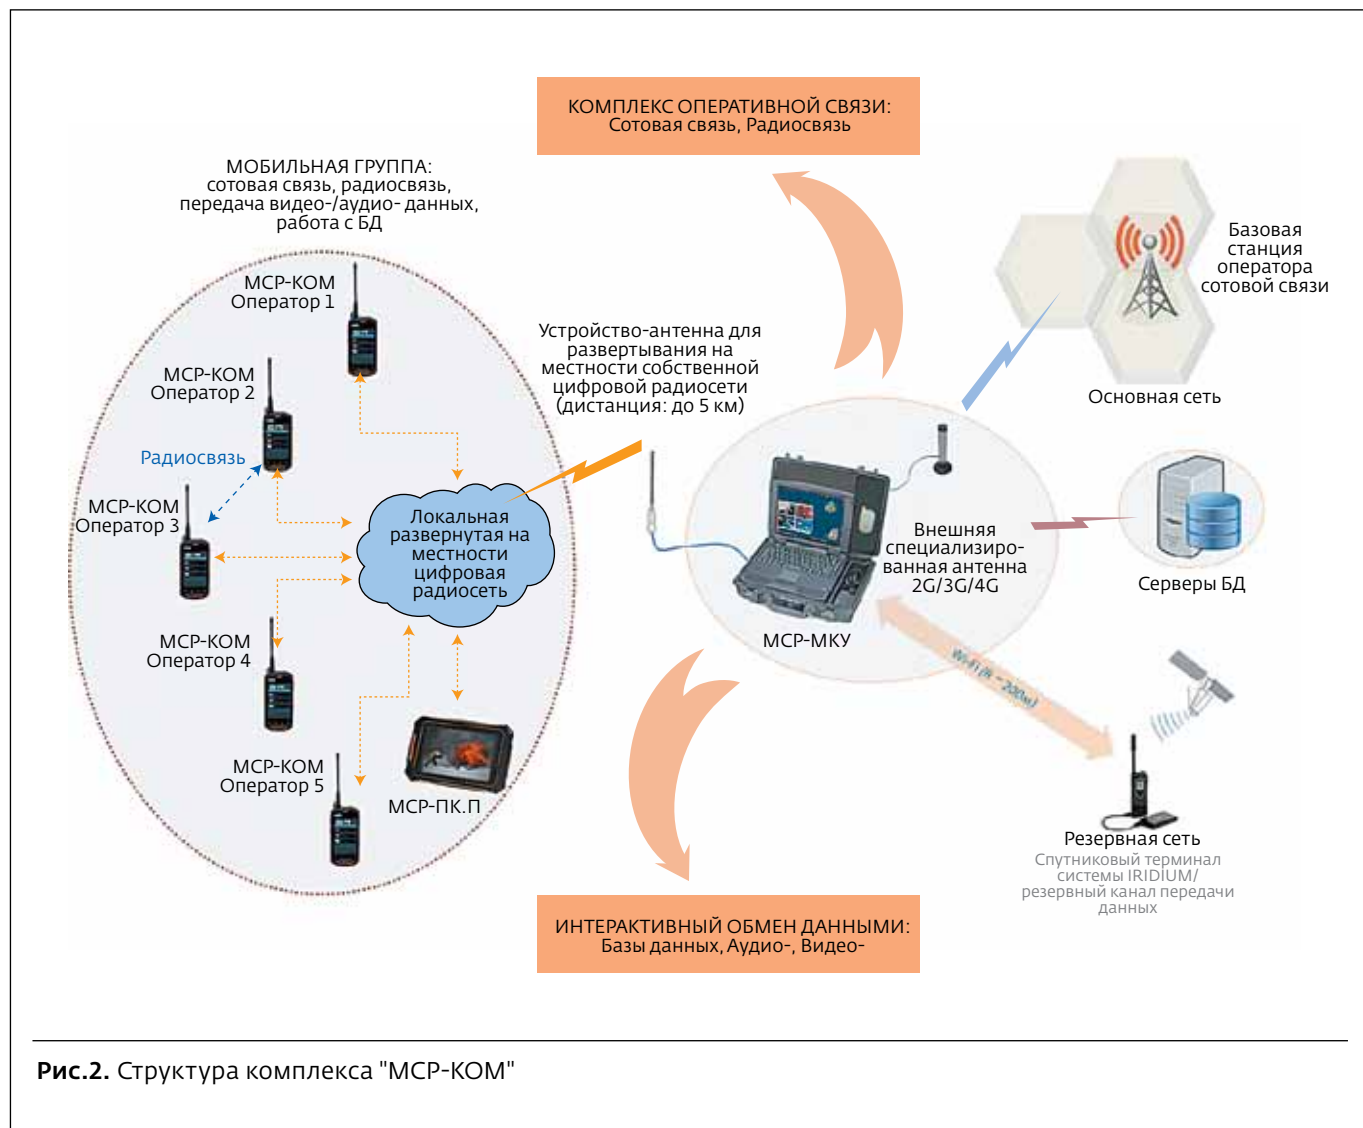 КОМПЛЕКС ОПЕРАТИВНОЙ СВЯЗИ:
Сотовая связь, Радиосвязь
МОБИЛЬНАЯ ГРУППА:
сотовая связь, радиосвязь,
передача видео-/аудио- данных,
работа с БД
МСР-КОМ
Оператор 1
МСР-КОМ
Оператор 2
Радиосвязь
МСР-КОМ
Оператор 3
МСР-КОМ
Оператор 4
МСР-КОМ
Оператор 5
Локальная
развернутая на
местности
цифровая
радиосеть
МСР-ПК.П
Устройство-антенна для
развертывания на
местности собственной
цифровой радиосети
(дистанция: до 5 км)
Базовая
станция
оператора
сотовой связи
Основная сеть
Внешняя
специализиро-
ванная антенна
2G/3G/4G
МСР-МКУ
Серверы БД
Wi-Fi (R ~ 200м)
Резервная сеть
Спутниковый терминал
системы IRIDIUM/
резервный канал передачи
данных
ИНТЕРАКТИВНЫЙ ОБМЕН ДАННЫМИ:
Базы данных, Аудио-, Видео-
Рис.2. Структура комплекса "МСР-КОМ"